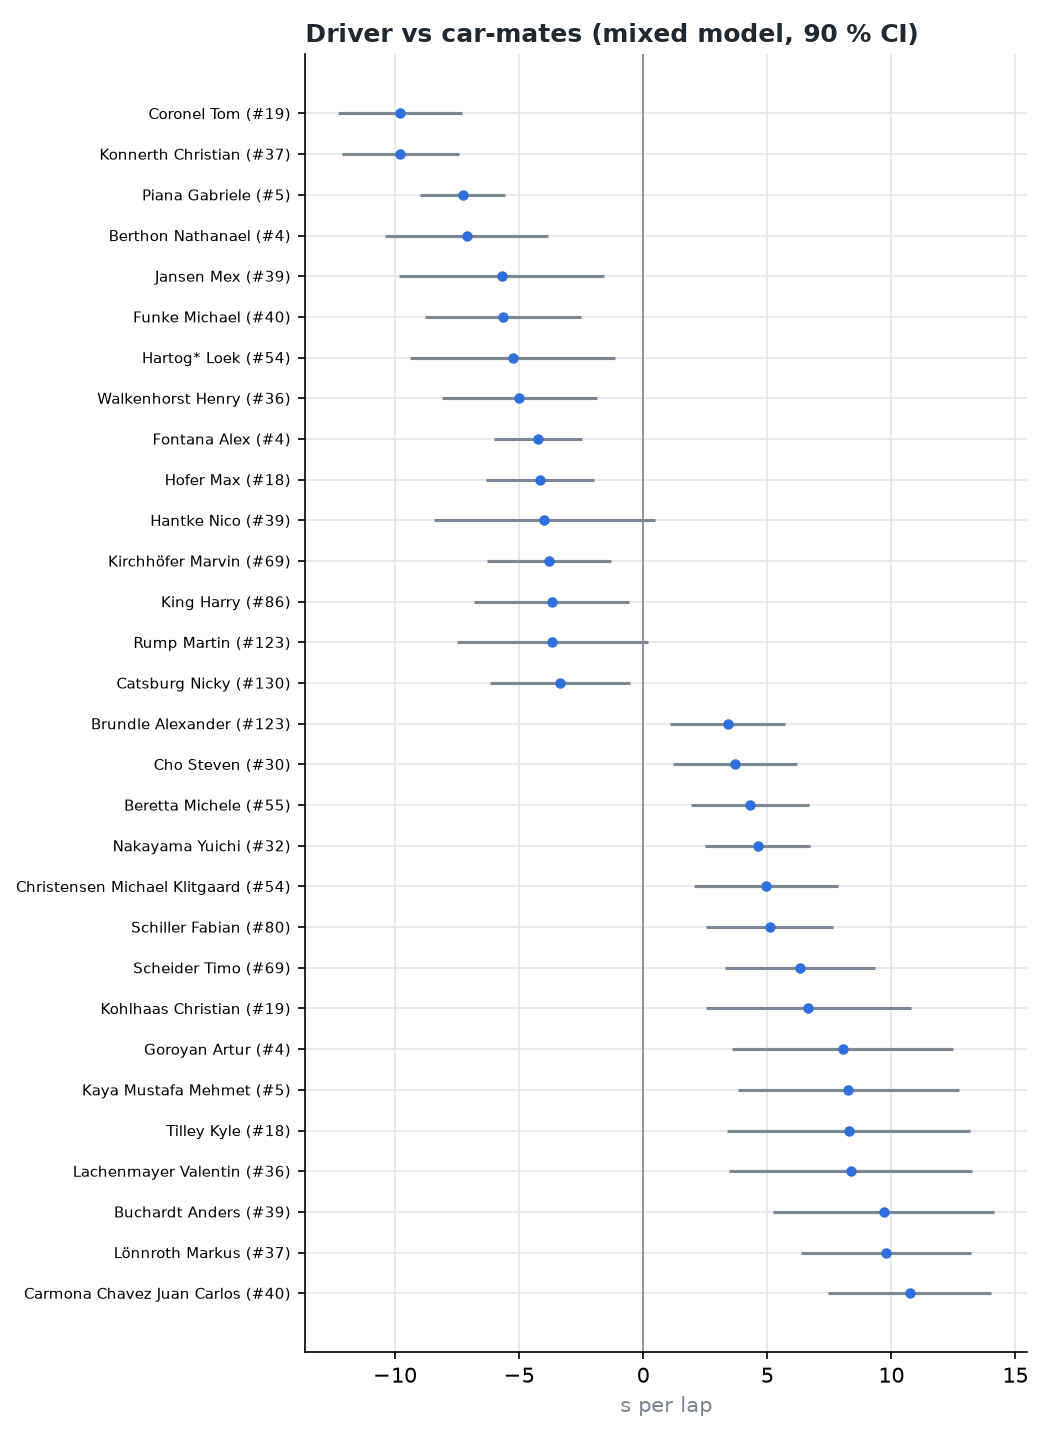 Driver vs car-mates (mixed model, 90 % CI)
Coronel Tom (#19)
Konnerth Christian (#37)
Piana Gabriele (#5)
Berthon Nathanael (#4)
Jansen Mex (#39)
Funke Michael (#40)
Hartog* Loek (#54)
Walkenhorst Henry (#36)
Fontana Alex (#4)
Hofer Max (#18)
Hantke Nico (#39)
Kirchhöfer Marvin (#69)
King Harry (#86)
Rump Martin (#123)
Catsburg Nicky (#130)
Brundle Alexander (#123)
Cho Steven (#30)
Beretta Michele (#55)
Nakayama Yuichi (#32)
Christensen Michael Klitgaard (#54)
Schiller Fabian (#80)
Scheider Timo (#69)
Kohlhaas Christian (#19)
Goroyan Artur (#4)
Kaya Mustafa Mehmet (#5)
Tilley Kyle (#18)
Lachenmayer Valentin (#36)
Buchardt Anders (#39)
Lönnroth Markus (#37)
Carmona Chavez Juan Carlos (#40)
−10 −5 0 5 10 15
s per lap